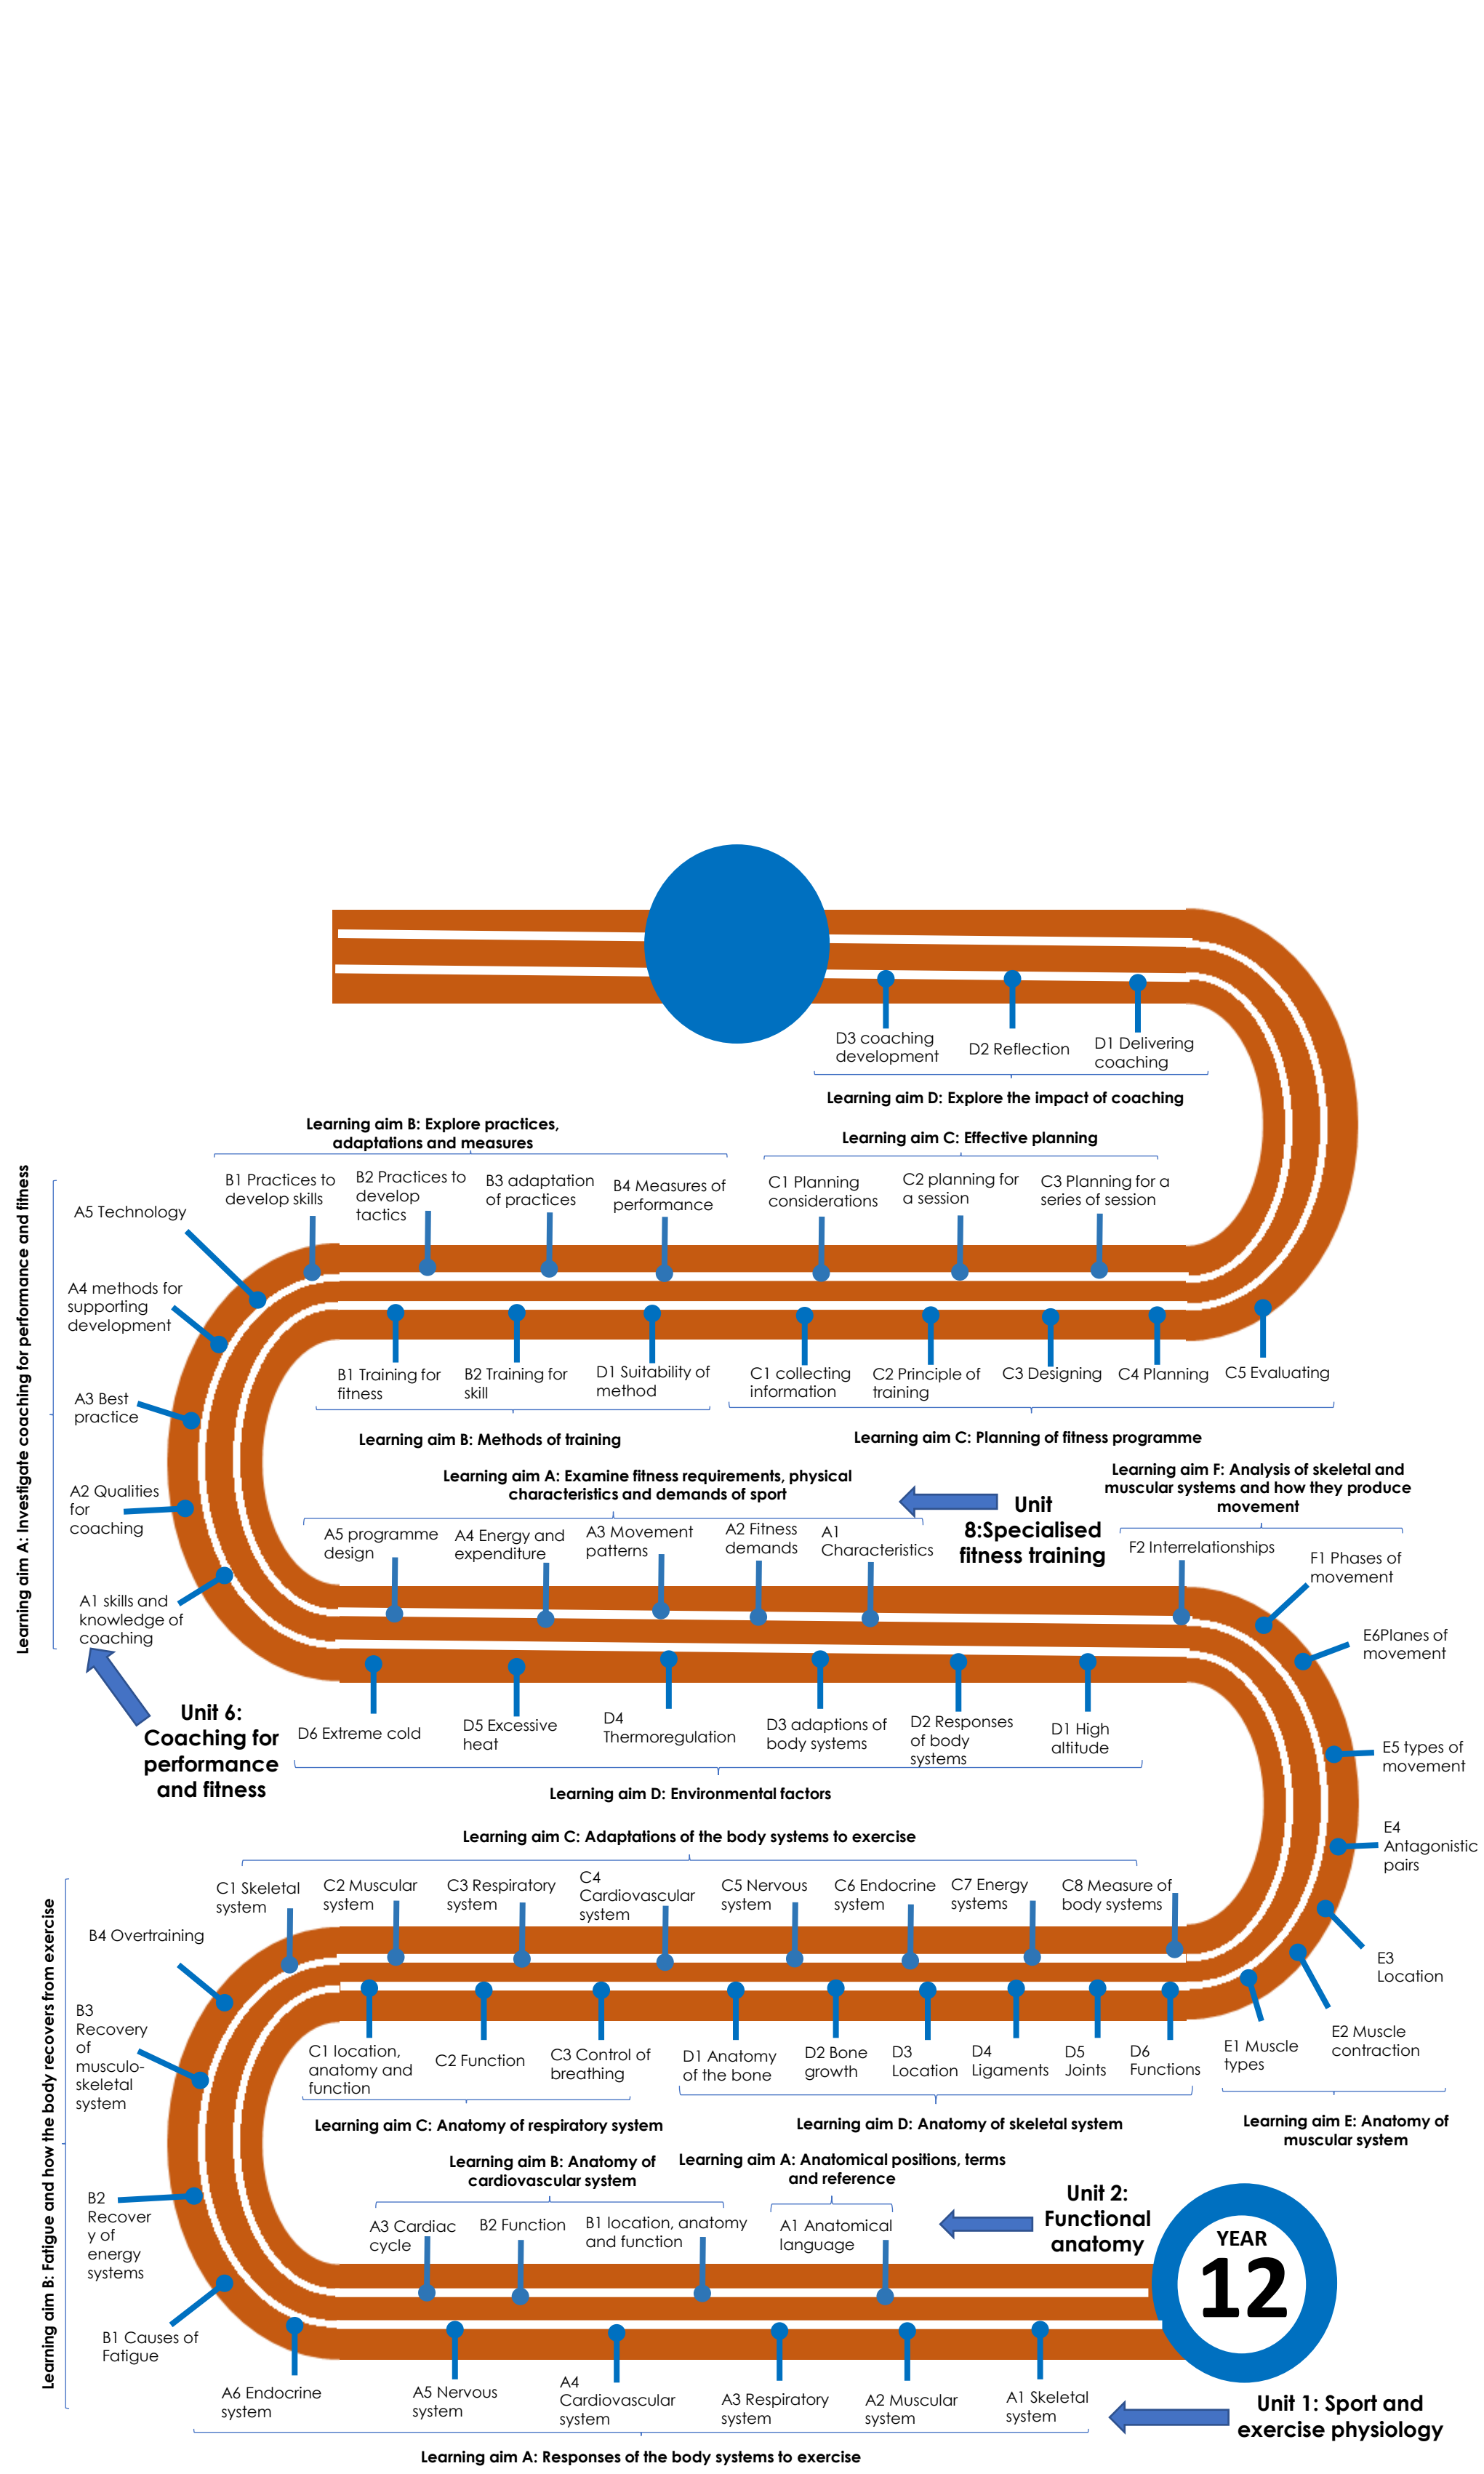 D3 coaching
development
D2 Reflection
D1 Delivering
coaching
Learning aim D: Explore the impact of coaching
Learning aim B: Explore practices,
adaptations and measures
Learning aim C: Effective planning
B1 Practices to
develop skills
B2 Practices to
develop
tactics
B3 adaptation
of practices
B4 Measures of
performance
C1 Planning
considerations
C2 planning for
a session
C3 Planning for a
series of session
Learning aim A: Investigate coaching for performance and fitness
A5 Technology
A4 methods for
supporting
development
A3 Best
practice
A2 Qualities
for
coaching
A1 skills and
knowledge of
coaching
Unit 6:
Coaching for
performance
and fitness
B1 Training for
fitness
B2 Training for
skill
D1 Suitability of
method
C1 collecting
information
C2 Principle of
training
C3 Designing
C4 Planning
C5 Evaluating
Learning aim B: Methods of training
Learning aim C: Planning of fitness programme
Learning aim A: Examine fitness requirements, physical
characteristics and demands of sport
Unit
8:Specialised
fitness training
Learning aim F: Analysis of skeletal and
muscular systems and how they produce
movement
A5 programme
design
A4 Energy and
expenditure
A3 Movement
patterns
A2 Fitness
demands
A1
Characteristics
F2 Interrelationships
F1 Phases of
movement
E6Planes of
movement
E5 types of
movement
E4
Antagonistic
pairs
E3
Location
E2 Muscle
contraction
E1 Muscle
types
Learning aim E: Anatomy of
muscular system
D6 Extreme cold
D5 Excessive
heat
D4
Thermoregulation
D3 adaptions of
body systems
D2 Responses
of body
systems
D1 High
altitude
Learning aim D: Environmental factors
Learning aim C: Adaptations of the body systems to exercise
C1 Skeletal
system
C2 Muscular
system
C3 Respiratory
system
C4
Cardiovascular
system
C5 Nervous
system
C6 Endocrine
system
C7 Energy
systems
C8 Measure of
body systems
Learning aim B: Fatigue and how the body recovers from exercise
B4 Overtraining
B3
Recovery
of
musculo-
skeletal
system
B2
Recover
y of
energy
systems
B1 Causes of
Fatigue
C1 location,
anatomy and
function
C2 Function
C3 Control of
breathing
D1 Anatomy
of the bone
D2 Bone
growth
D3
Location
D4
Ligaments
D5
Joints
D6
Functions
Learning aim C: Anatomy of respiratory system
Learning aim D: Anatomy of skeletal system
Learning aim B: Anatomy of
cardiovascular system
Learning aim A: Anatomical positions, terms
and reference
A3 Cardiac
cycle
B2 Function
B1 location, anatomy
and function
A1 Anatomical
language
Unit 2:
Functional
anatomy
YEAR
12
A6 Endocrine
system
A5 Nervous
system
A4
Cardiovascular
system
A3 Respiratory
system
A2 Muscular
system
A1 Skeletal
system
Unit 1: Sport and
exercise physiology
Learning aim A: Responses of the body systems to exercise